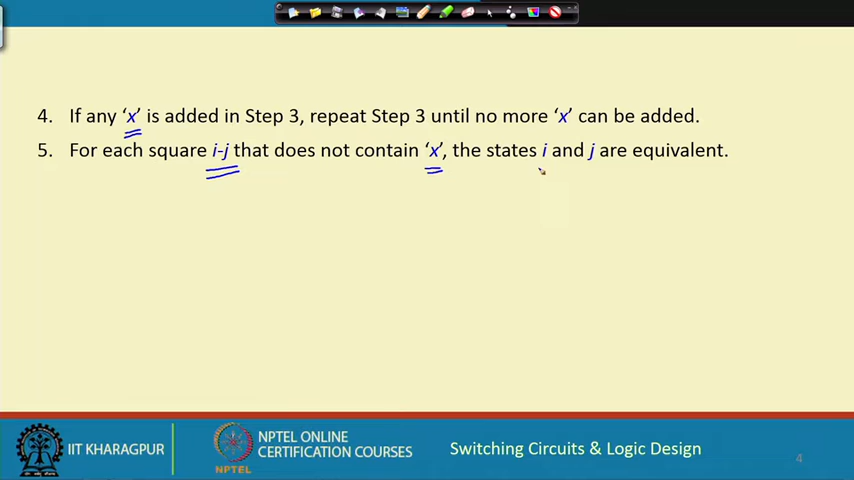 4. If any ‘x’ is added in Step 3, repeat Step 3 until no more ‘x’ can be added.
5. For each square i-j that does not contain ‘x’, the states i and j are equivalent.
IIT KHARAGPUR
NPTEL
NPTEL ONLINE
CERTIFICATION COURSES
Switching Circuits & Logic Design
4